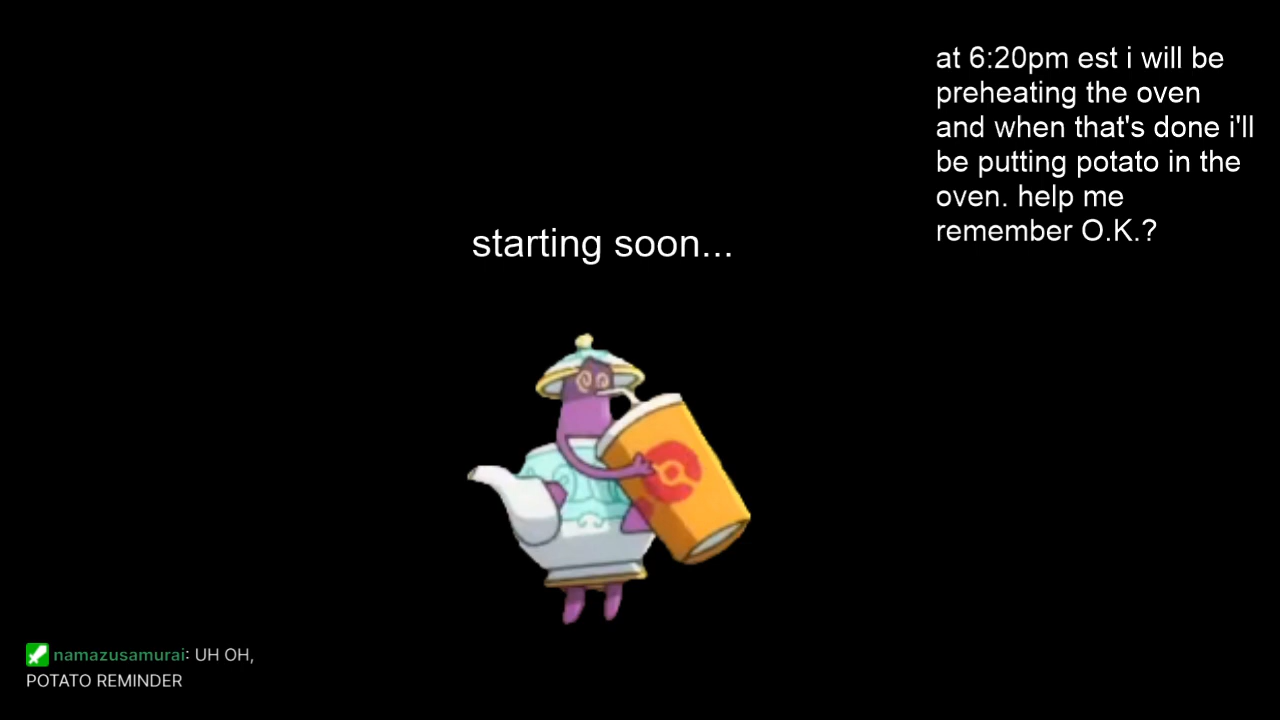 at 6:20pm est i will be
preheating the oven
and when that's done i'll
be putting potato in the
oven. help me
remember O.K.?
starting soon...
namazusamurai: UH OH,
POTATO REMINDER